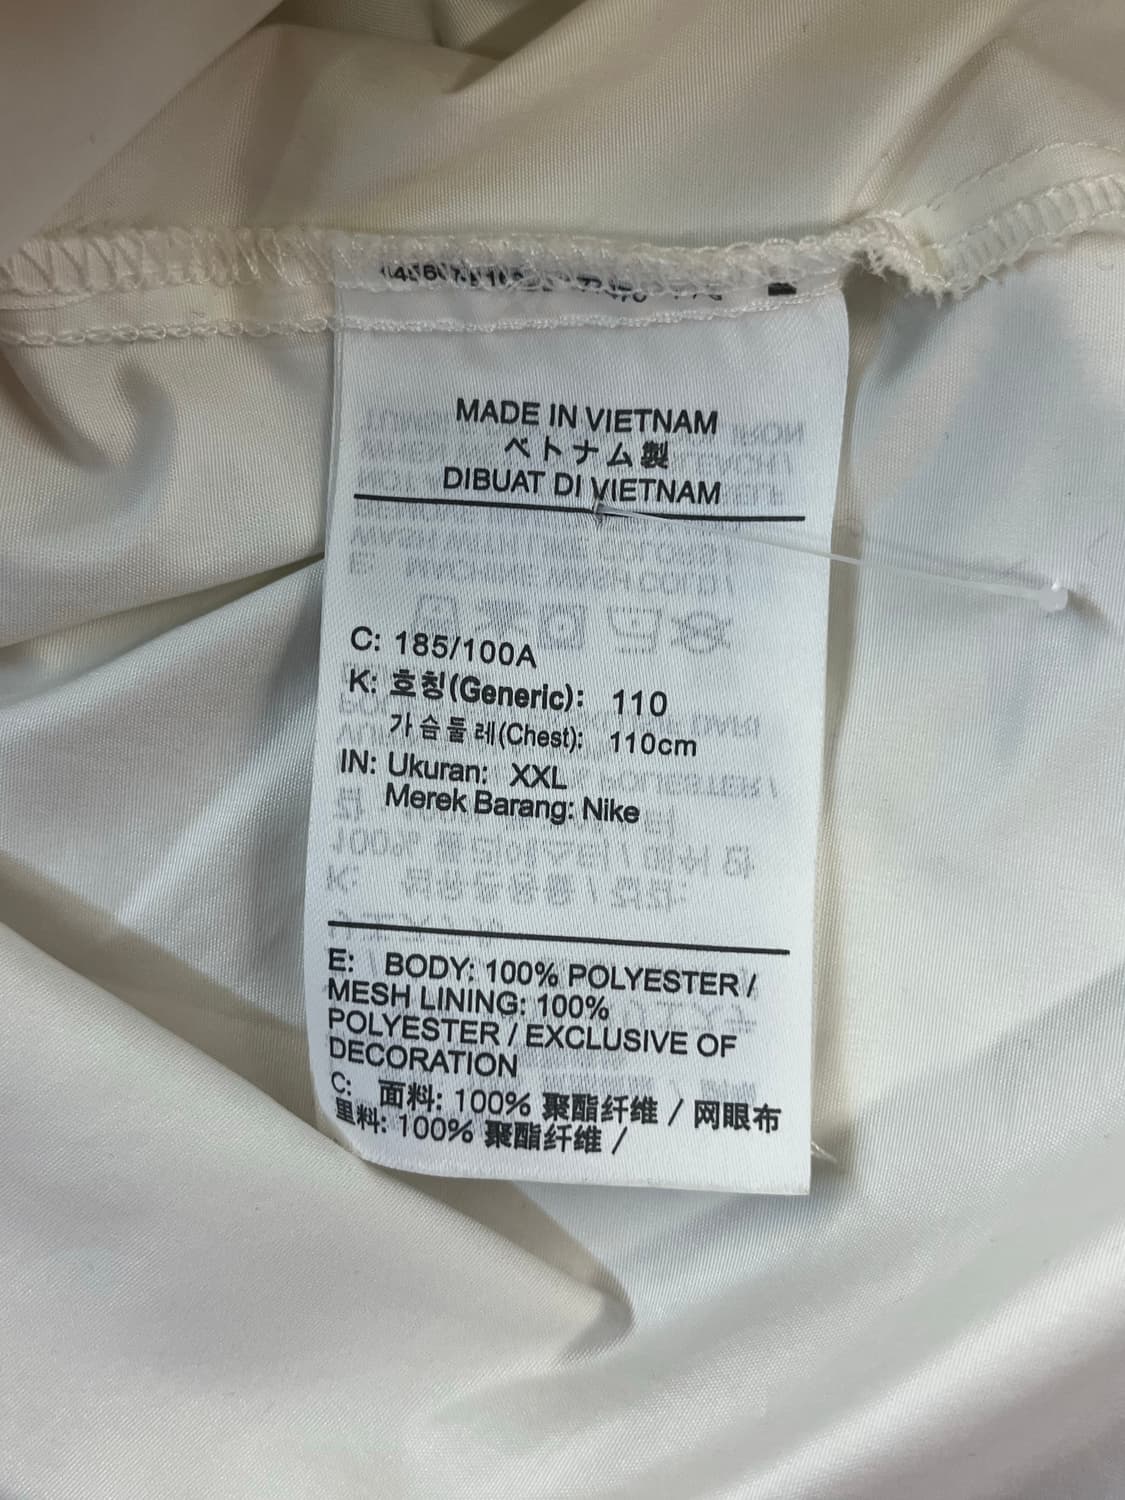 MADE IN VIETNAM
ベトナム製
DIBUAT DI VIETNAM
C: 185/100A
K: 호칭(Generic): 110
가슴둘레(Chest): 110cm
IN: Ukuran: XXL
Merek Barang: Nike
E: BODY: 100% POLYESTER /
MESH LINING: 100%
POLYESTER / EXCLUSIVE OF
DECORATION
C: 面料: 100% 聚酯纤维 / 网眼布
里料: 100% 聚酯纤维 /